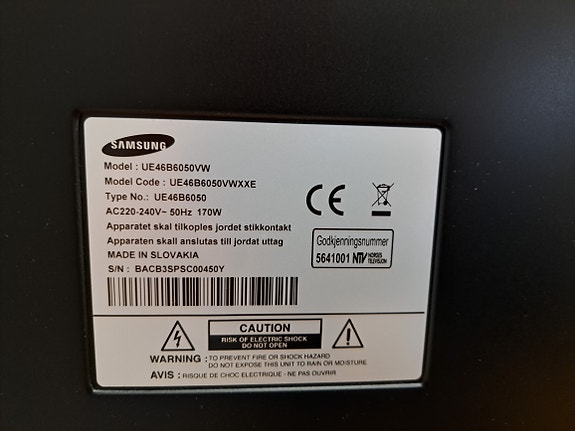 SAMSUNG
Model : UE46B6050VW
Model Code : UE46B6050VWXXE
Type No.: UE46B6050
AC220-240V~ 50Hz 170W
Apparatet skal tilkoples jordet stikkontakt
Apparaten skall anslutas till jordat uttag
MADE IN SLOVAKIA
S/N : BACB3SPSC00450Y
CE
Godkjenningsnummer
5641001 NTV NORGES TELEVISJON
CAUTION
RISK OF ELECTRIC SHOCK
DO NOT OPEN
WARNING : TO PREVENT FIRE OR SHOCK HAZARD
DO NOT EXPOSE THIS UNIT TO RAIN OR MOISTURE
AVIS : RISQUE DE CHOC ELECTRIQUE - NE PAS OUVRIR